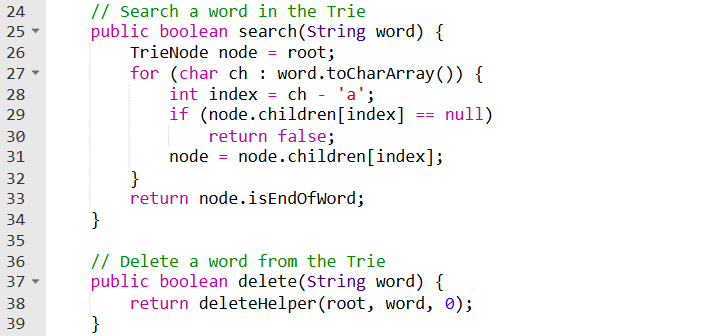 24 // Search a word in the Trie
25 public boolean search(String word) {
26 TrieNode node = root;
27 for (char ch : word.toCharArray()) {
28 int index = ch - 'a';
29 if (node.children[index] == null)
30 return false;
31 node = node.children[index];
32 }
33 return node.isEndOfWord;
34 }
35
36 // Delete a word from the Trie
37 public boolean delete(String word) {
38 return deleteHelper(root, word, 0);
39 }